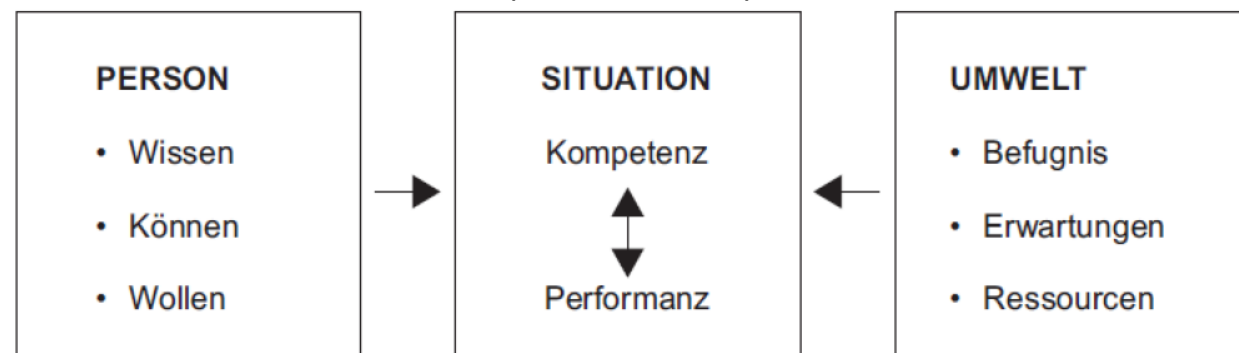 PERSON
• Wissen
• Können
• Wollen
SITUATION
Kompetenz
Performanz
UMWELT
• Befugnis
• Erwartungen
• Ressourcen